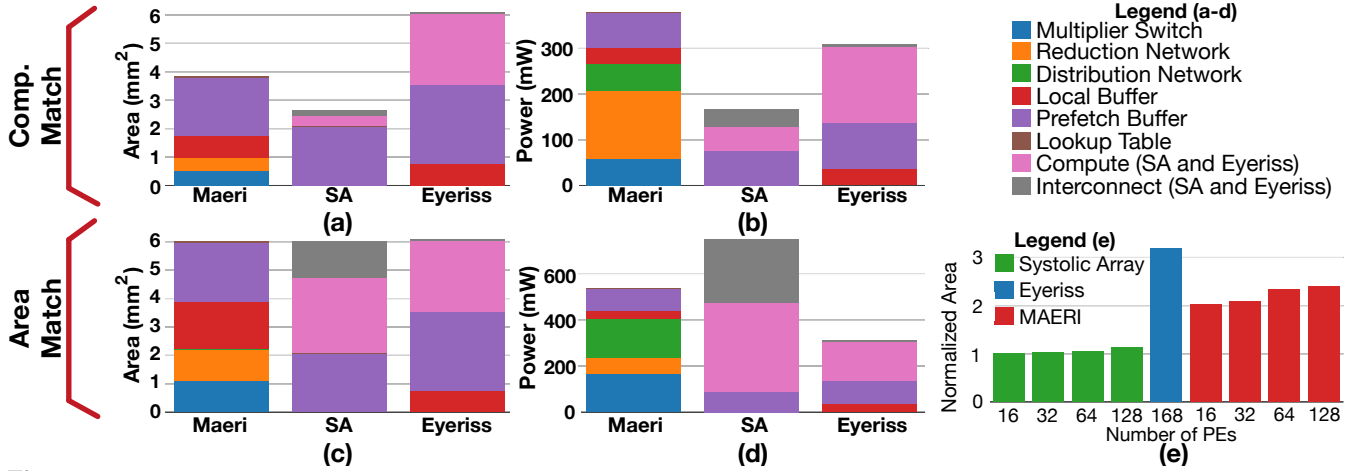 Comp.
Match
Area (mm²)
6
5
4
3
2
1
0
Maeri
SA
Eyeriss
(a)
Power (mW)
300
200
100
0
Maeri
SA
Eyeriss
(b)
Legend (a-d)
Multiplier Switch
Reduction Network
Distribution Network
Local Buffer
Prefetch Buffer
Lookup Table
Compute (SA and Eyeriss)
Interconnect (SA and Eyeriss)
Area
Match
Area (mm²)
6
5
4
3
2
1
0
Maeri
SA
Eyeriss
(c)
Power (mW)
600
400
200
0
Maeri
SA
Eyeriss
(d)
Legend (e)
Systolic Array
Eyeriss
MAERI
Normalized Area
3
2
1
0
16 32 64 128 168 16 32 64 128
Number of PEs
(e)